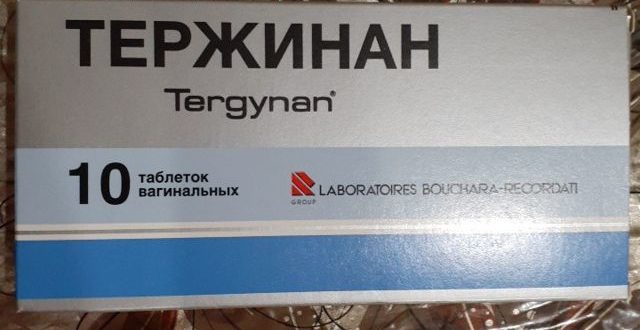 ТЕРЖИНАН
Tergynan®
10 таблеток
вагинальных
LABORATOIRES BOUCHARA-RECORDATI
GROUP